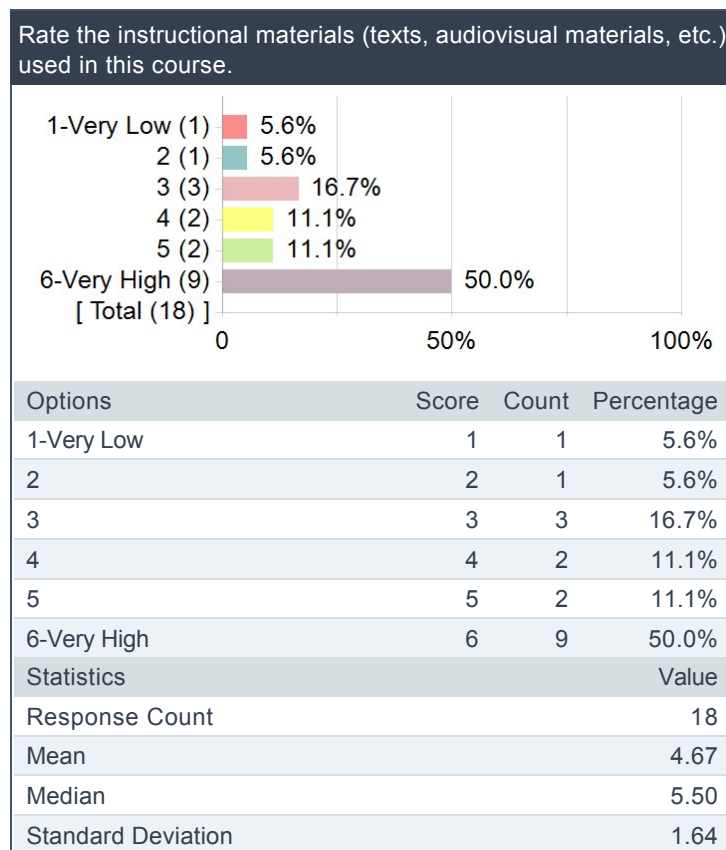 Rate the instructional materials (texts, audiovisual materials, etc.)
used in this course.
1-Very Low (1) 5.6%
2 (1) 5.6%
3 (3) 16.7%
4 (2) 11.1%
5 (2) 11.1%
6-Very High (9) 50.0%
[ Total (18) ]
0 50% 100%
Options Score Count Percentage
1-Very Low 1 1 5.6%
2 2 1 5.6%
3 3 3 16.7%
4 4 2 11.1%
5 5 2 11.1%
6-Very High 6 9 50.0%
Statistics Value
Response Count 18
Mean 4.67
Median 5.50
Standard Deviation 1.64